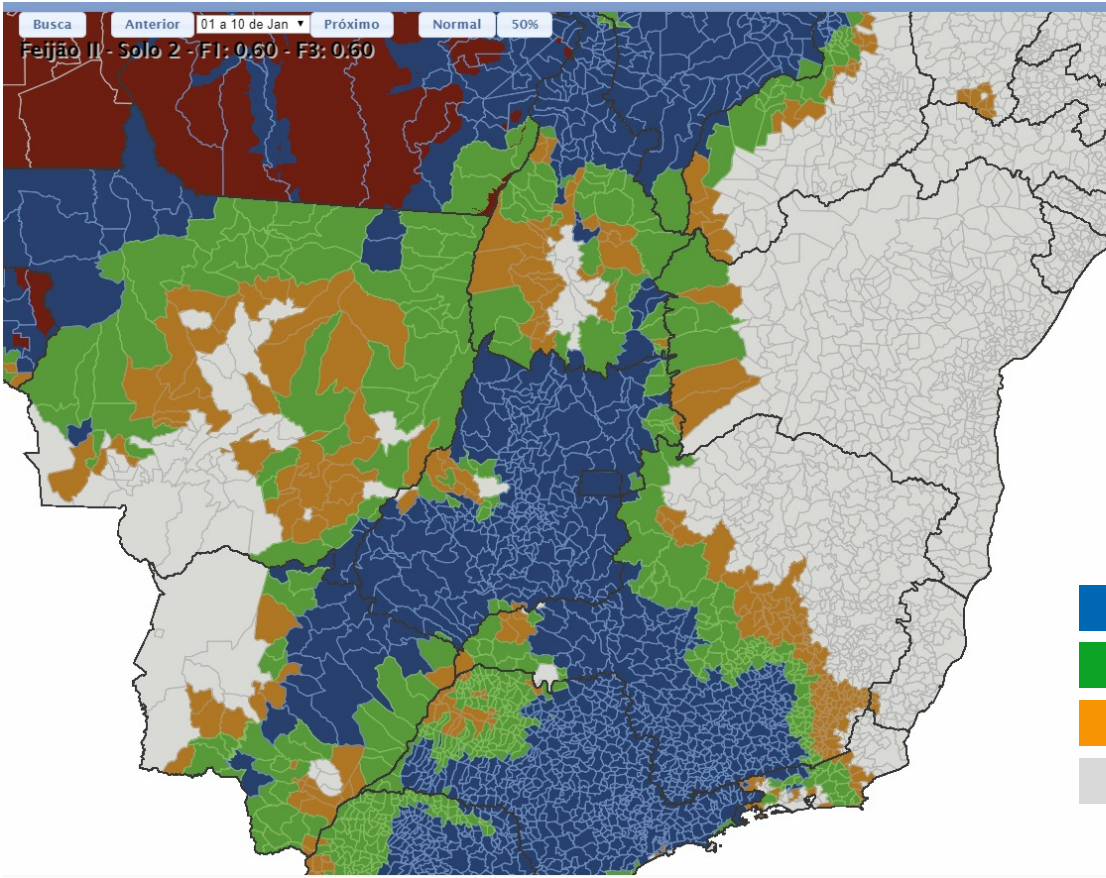 Busca Anterior 01 a 10 de Jan Próximo Normal 50%
Feijão II - Solo 2 - F1: 0.60 - F3: 0.60